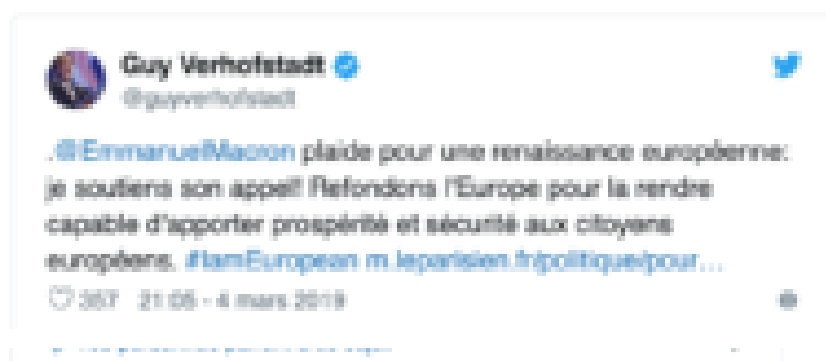 Guy Verhofstadt
@guyverhofstadt
.@EmmanuelMacron plaide pour une renaissance européenne:
je soutiens son appel! Refondons l'Europe pour la rendre
capable d'apporter prospérité et sécurité aux citoyens
européens. #IamEuropean m.leparisien.fr/politique/pour…
357 21:05 - 4 mars 2019